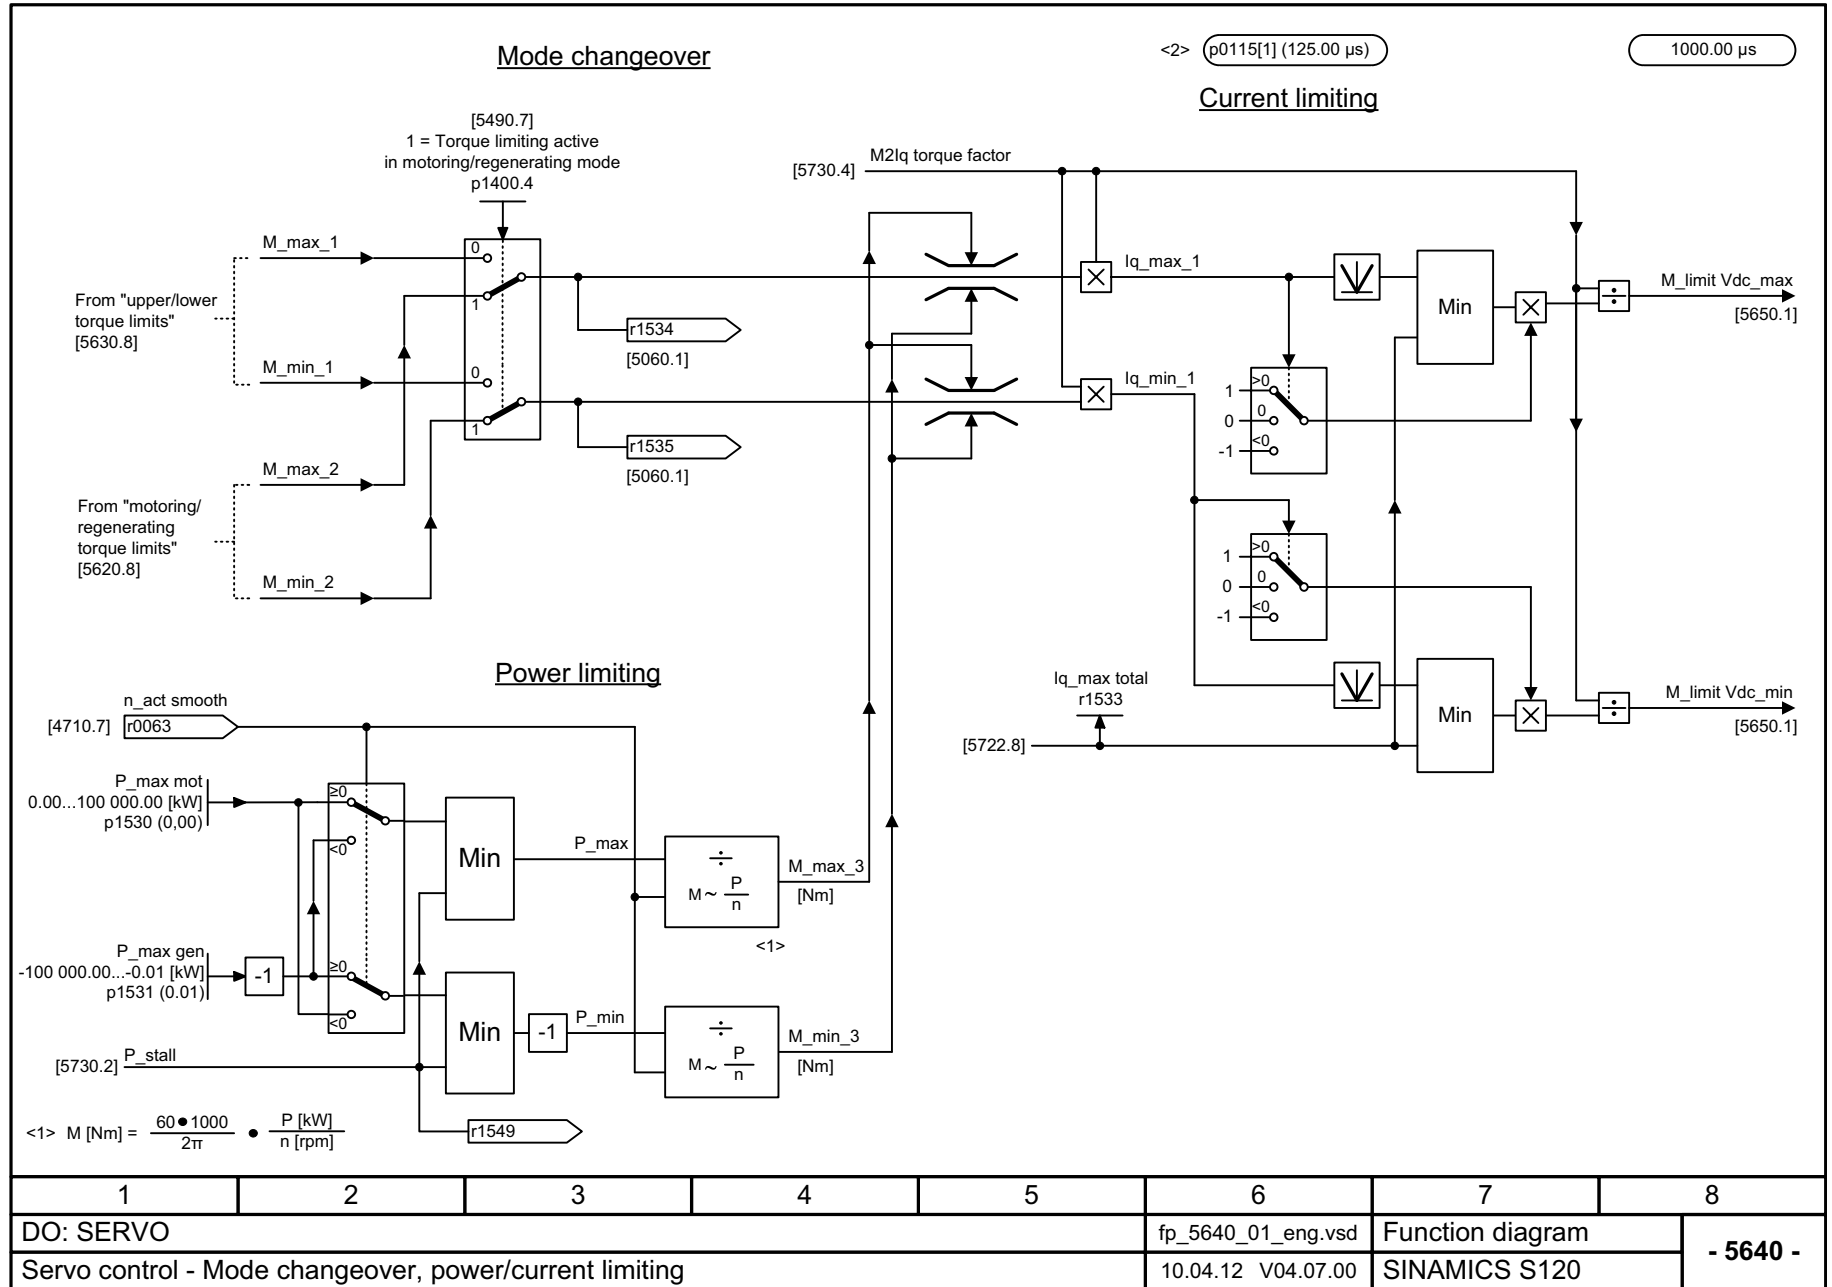 Mode changeover
<2> p0115[1] (125.00 µs)
1000.00 µs
Current limiting
[5490.7]
1 = Torque limiting active
in motoring/regenerating mode
p1400.4
M2Iq torque factor
[5730.4]
M_max_1
0
1
From "upper/lower
torque limits"
[5630.8]
M_min_1
0
1
r1534
[5060.1]
r1535
[5060.1]
M_max_2
From "motoring/
regenerating
torque limits"
[5620.8]
M_min_2
Iq_max_1
Iq_min_1
Min
M_limit Vdc_max
[5650.1]
1 >0
0 0
-1 <0
1 >0
0 0
-1 <0
Iq_max total
r1533
[5722.8]
Min
M_limit Vdc_min
[5650.1]
Power limiting
n_act smooth
[4710.7] r0063
P_max mot
0.00...100 000.00 [kW]
p1530 (0,00)
≥0
<0
Min
P_max
÷
M ~ P
n
M_max_3
[Nm]
<1>
P_max gen
-100 000.00...-0.01 [kW]
p1531 (0.01)
-1
≥0
<0
Min
-1
P_min
÷
M ~ P
n
M_min_3
[Nm]
[5730.2] P_stall
r1549
<1> M [Nm] = 60•1000 • P [kW]
2π n [rpm]
1 2 3 4 5 6 7 8
DO: SERVO
fp_5640_01_eng.vsd
Function diagram
- 5640 -
Servo control - Mode changeover, power/current limiting
10.04.12 V04.07.00
SINAMICS S120